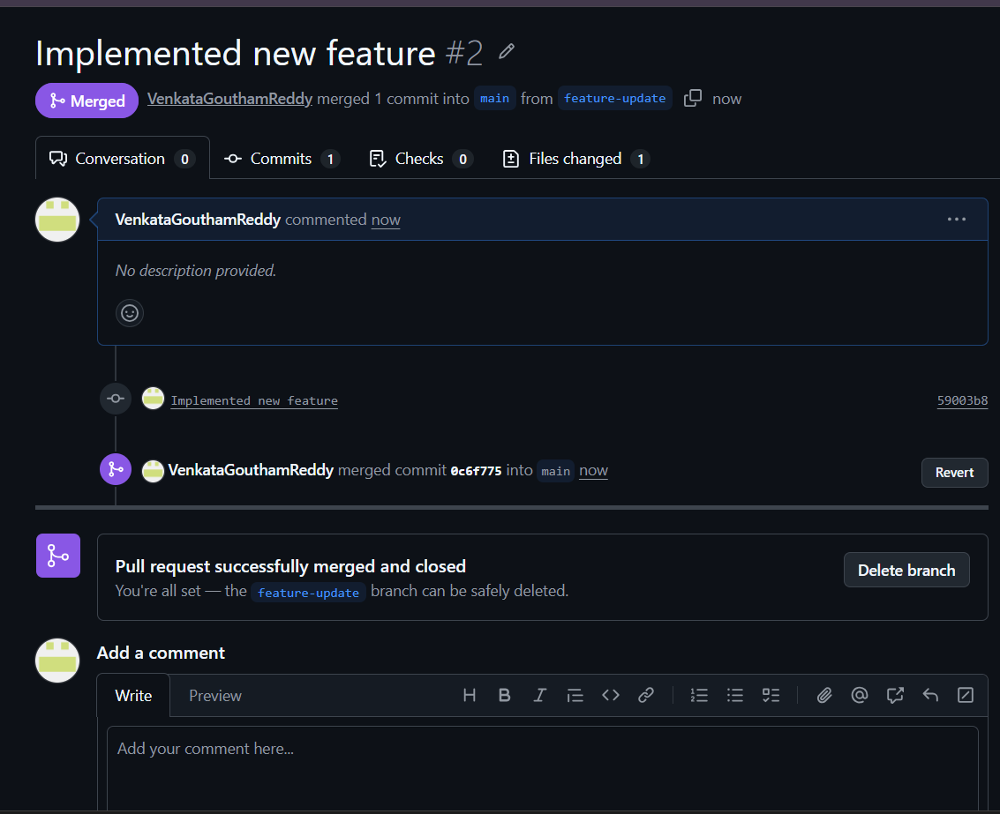 Implemented new feature #2
Merged VenkataGouthamReddy merged 1 commit into main from feature-update now
Conversation 0 Commits 1 Checks 0 Files changed 1
VenkataGouthamReddy commented now
No description provided.
Implemented new feature 59003b8
VenkataGouthamReddy merged commit 0c6f775 into main now Revert
Pull request successfully merged and closed
You're all set — the feature-update branch can be safely deleted.
Delete branch
Add a comment
Write Preview
Add your comment here...